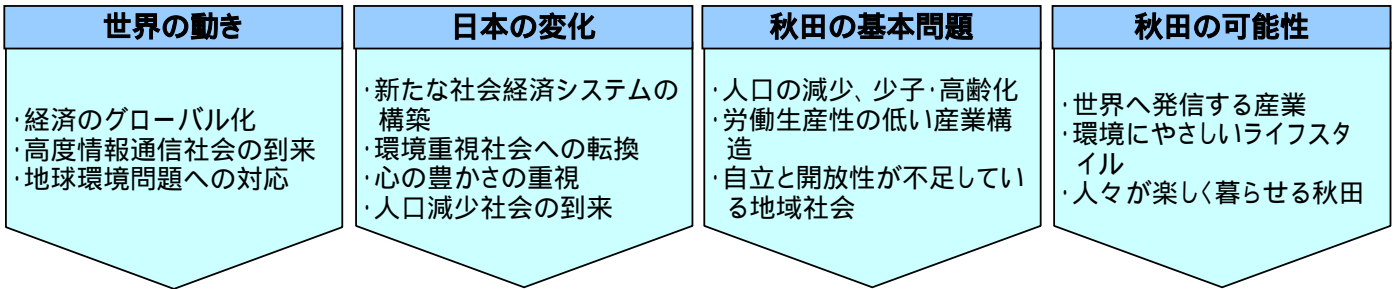 世界の動き
・経済のグローバル化
・高度情報通信社会の到来
・地球環境問題への対応
日本の変化
・新たな社会経済システムの
構築
・環境重視社会への転換
・心の豊かさの重視
・人口減少社会の到来
秋田の基本問題
・人口の減少、少子・高齢化
・労働生産性の低い産業構
造
・自立と開放性が不足してい
る地域社会
秋田の可能性
・世界へ発信する産業
・環境にやさしいライフスタ
イル
・人々が楽しく暮らせる秋田